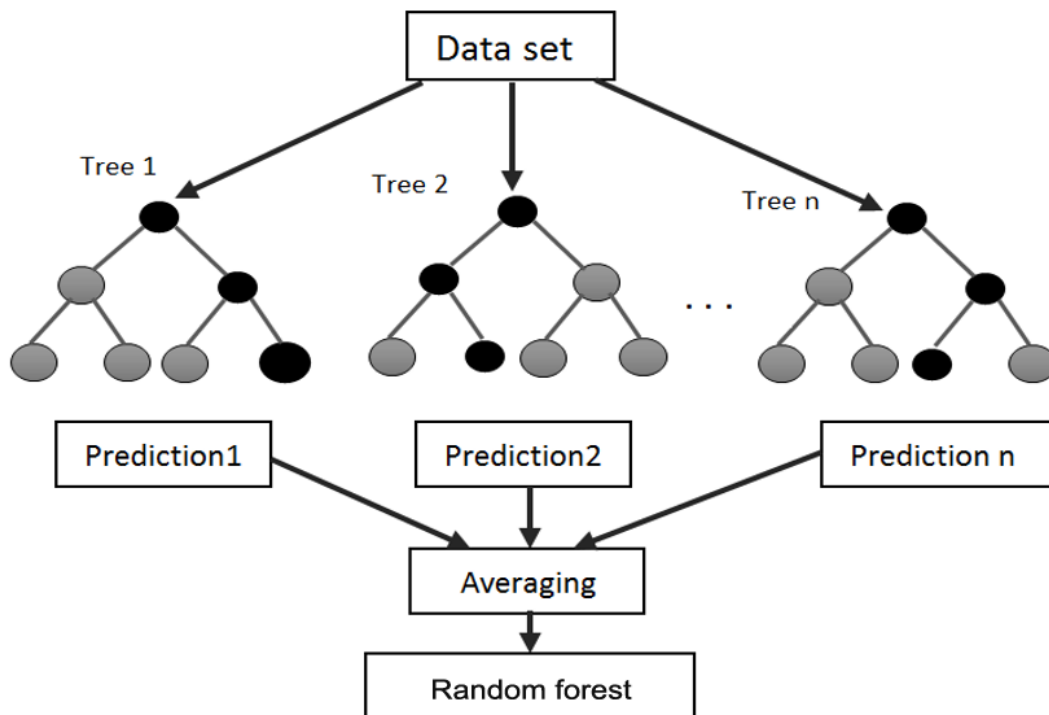 Data set
Tree 1
Tree 2
Tree n
. . .
Prediction1
Prediction2
Prediction n
Averaging
Random forest